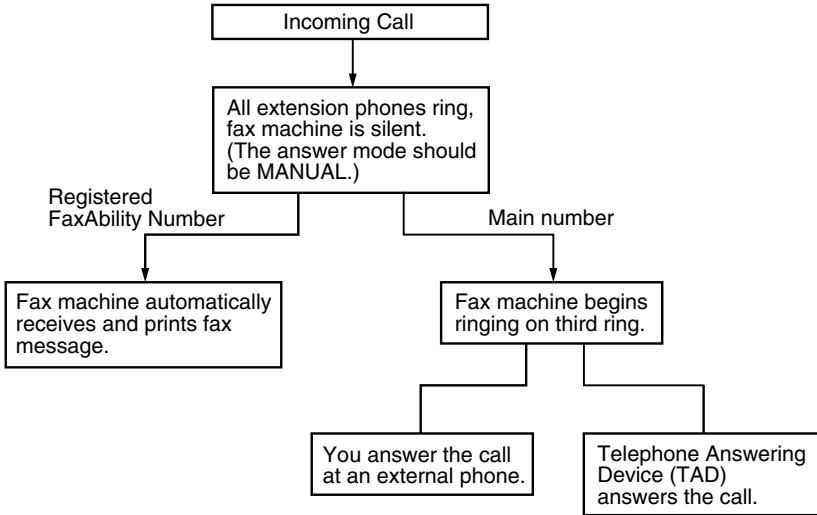 Incoming Call
All extension phones ring,
fax machine is silent.
(The answer mode should
be MANUAL.)
Registered
FaxAbility Number
Main number
Fax machine automatically
receives and prints fax
message.
Fax machine begins
ringing on third ring.
You answer the call
at an external phone.
Telephone Answering
Device (TAD)
answers the call.